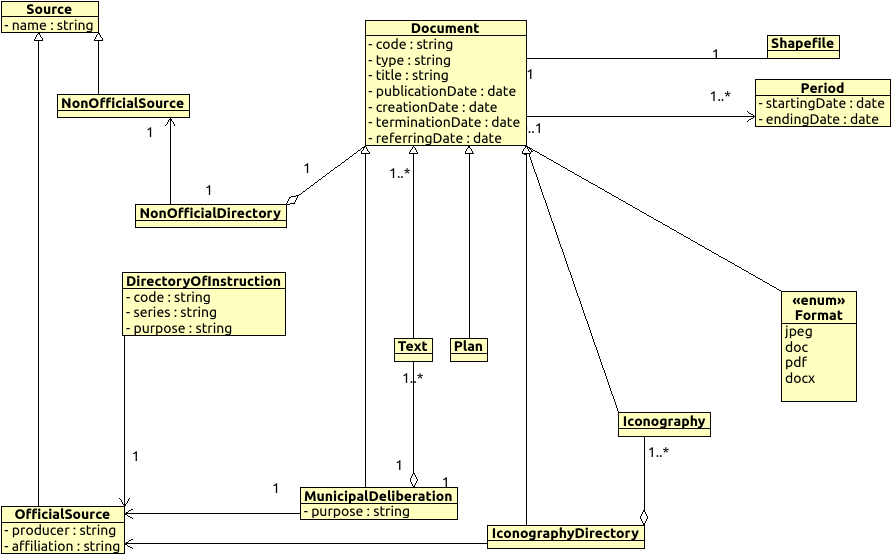 Source
- name : string
Document
- code : string
- type : string
- title : string
- publicationDate : date
- creationDate : date
- terminationDate : date
- referringDate : date
Shapefile
1
1
Period
- startingDate : date
- endingDate : date
1..*
..1
NonOfficialSource
1
1
1
NonOfficialDirectory
1..*
DirectoryOfInstruction
- code : string
- series : string
- purpose : string
«enum»
Format
jpeg
doc
pdf
docx
Text
Plan
1..*
Iconography
1..*
1
1
1
1
MunicipalDeliberation
- purpose : string
OfficialSource
- producer : string
- affiliation : string
IconographyDirectory